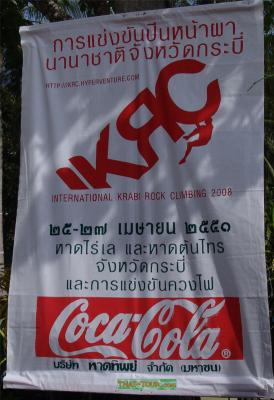 การแข่งขันปีนหน้าผา
นานาชาติจังหวัดกระบี่
HTTP://IKRC.HYPERVENTURE.COM
IKRC
INTERNATIONAL KRABI ROCK CLIMBING 2008
๒๕-๒๗ เมษายน ๒๕๕๑
หาดไร่เล และหาดต้นไทร
จังหวัดกระบี่
และการแข่งขันควงไฟ
Coca-Cola ®
บริษัท หาดทิพย์ จำกัด (มหาชน)
THAI-TOUR.com